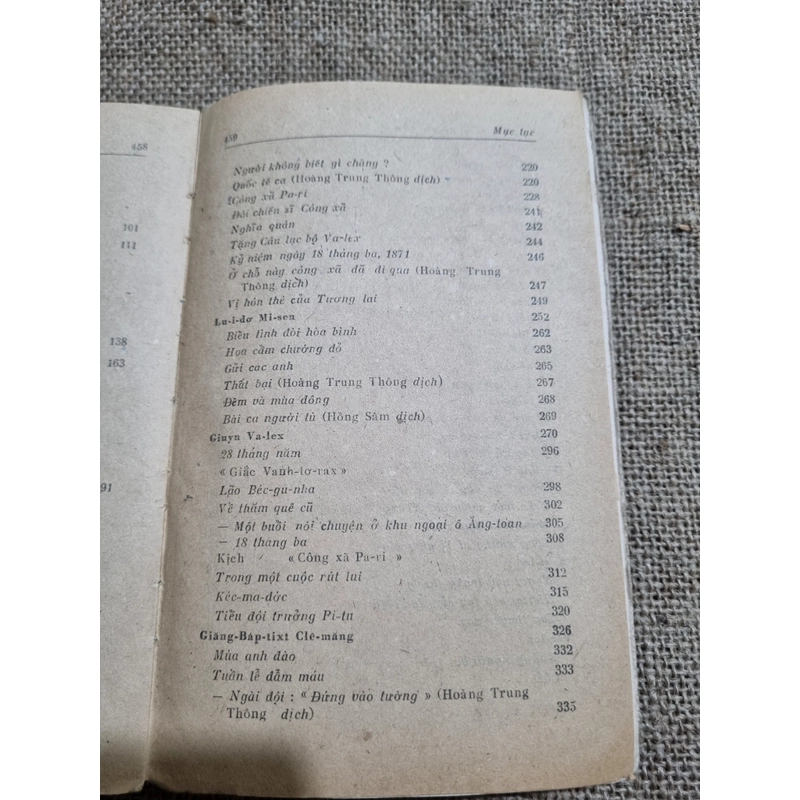 458
101
111
138
163
91
459 Mục lục
Người không biết gì chăng ? 220
Quốc tế ca (Hoàng Trung Thông dịch) 220
Công xã Pa-ri 228
Đài chiến sĩ Công xã 241
Nghĩa quân 242
Tặng Câu lạc bộ Va-lex 244
Kỷ niệm ngày 18 tháng ba, 1871 246
Ở chỗ này công xã đã đi qua (Hoàng Trung
Thông dịch) 247
Vị hôn thê của Tương lai 249
Lu-i-dơ Mi-sen 252
Biểu tình đòi hòa bình 262
Họa cẩm chướng đỏ 263
Gửi các anh 265
Thất bại (Hoàng Trung Thông dịch) 267
Đêm và mùa đông 268
Bài ca người tù (Hồng Sâm dịch) 269
Giuyn Va-lex 270
28 tháng năm 296
« Giắc Vanh-tơ-rax »
Lão Béc-gu-nha 298
Về thăm quê cũ 302
— Một buổi nói chuyện ở khu ngoại ô Ăng-toan 305
— 18 tháng ba 308
Kịch « Công xã Pa-ri »
Trong một cuộc rút lui 312
Kéc-ma-đớc 315
Tiểu đội trưởng Pi-tu 320
Giăng-Báp-tixt Clê-măng 326
Mùa anh đào 332
Tuần lễ đẫm máu 333
— Ngài đội : « Đứng vào tường » (Hoàng Trung
Thông dịch) 335